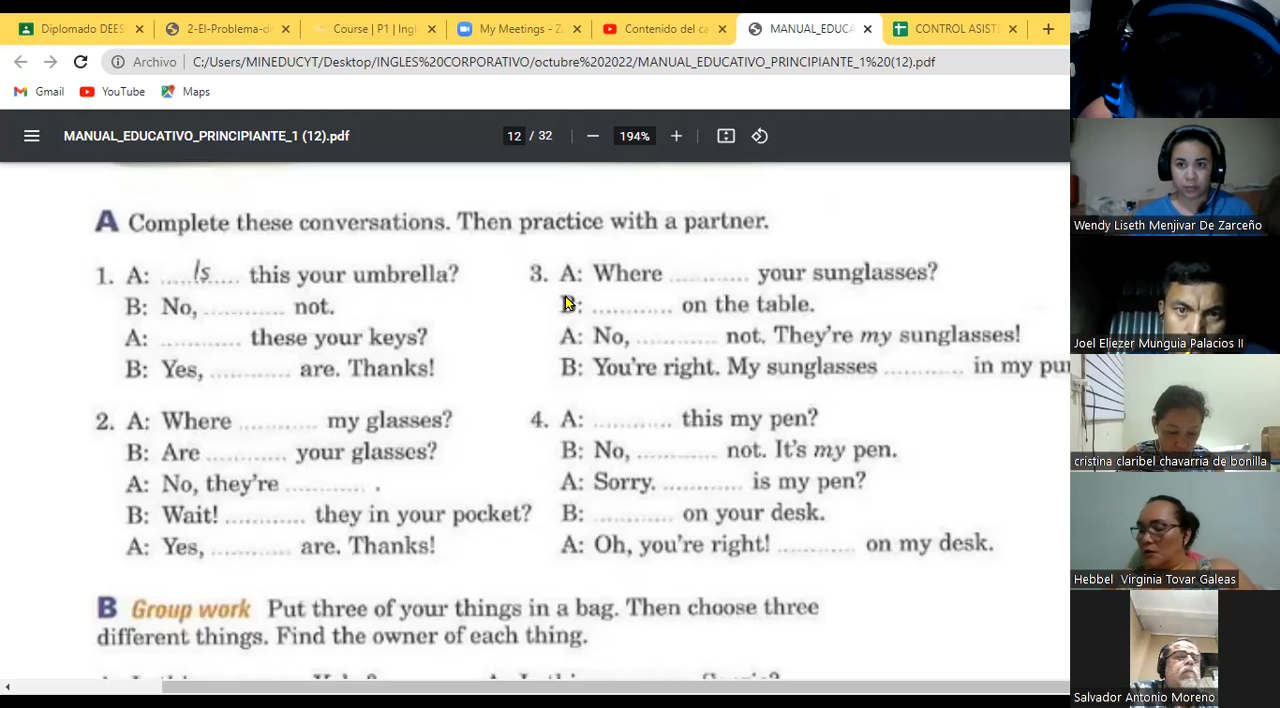 Diplomado DEES
2-El-Problema-d
Course | P1 | Ingl
My Meetings - Z
Contenido del ca
MANUAL_EDUCA
CONTROL ASIST
Archivo
C:/Users/MINEDUCYT/Desktop/INGLES%20CORPORATIVO/octubre%202022/MANUAL_EDUCATIVO_PRINCIPIANTE_1%20(12).pdf
Gmail
YouTube
Maps
MANUAL_EDUCATIVO_PRINCIPIANTE_1 (12).pdf
12 / 32
194%
A Complete these conversations. Then practice with a partner.
1. A: .....Is..... this your umbrella?
B: No, ............ not.
A: ............ these your keys?
B: Yes, ............ are. Thanks!
2. A: Where ............ my glasses?
B: Are ............ your glasses?
A: No, they're ............ .
B: Wait! ............ they in your pocket?
A: Yes, ............ are. Thanks!
3. A: Where ............ your sunglasses?
B: ............ on the table.
A: No, ............ not. They're my sunglasses!
B: You're right. My sunglasses ............ in my pu
4. A: ............ this my pen?
B: No, ............ not. It's my pen.
A: Sorry. ............ is my pen?
B: ............ on your desk.
A: Oh, you're right! ............ on my desk.
B Group work Put three of your things in a bag. Then choose three
different things. Find the owner of each thing.
Wendy Liseth Menjivar De Zarceño
Joel Eliezer Munguia Palacios II
cristina claribel chavarria de bonilla
Hebbel Virginia Tovar Galeas
Salvador Antonio Moreno